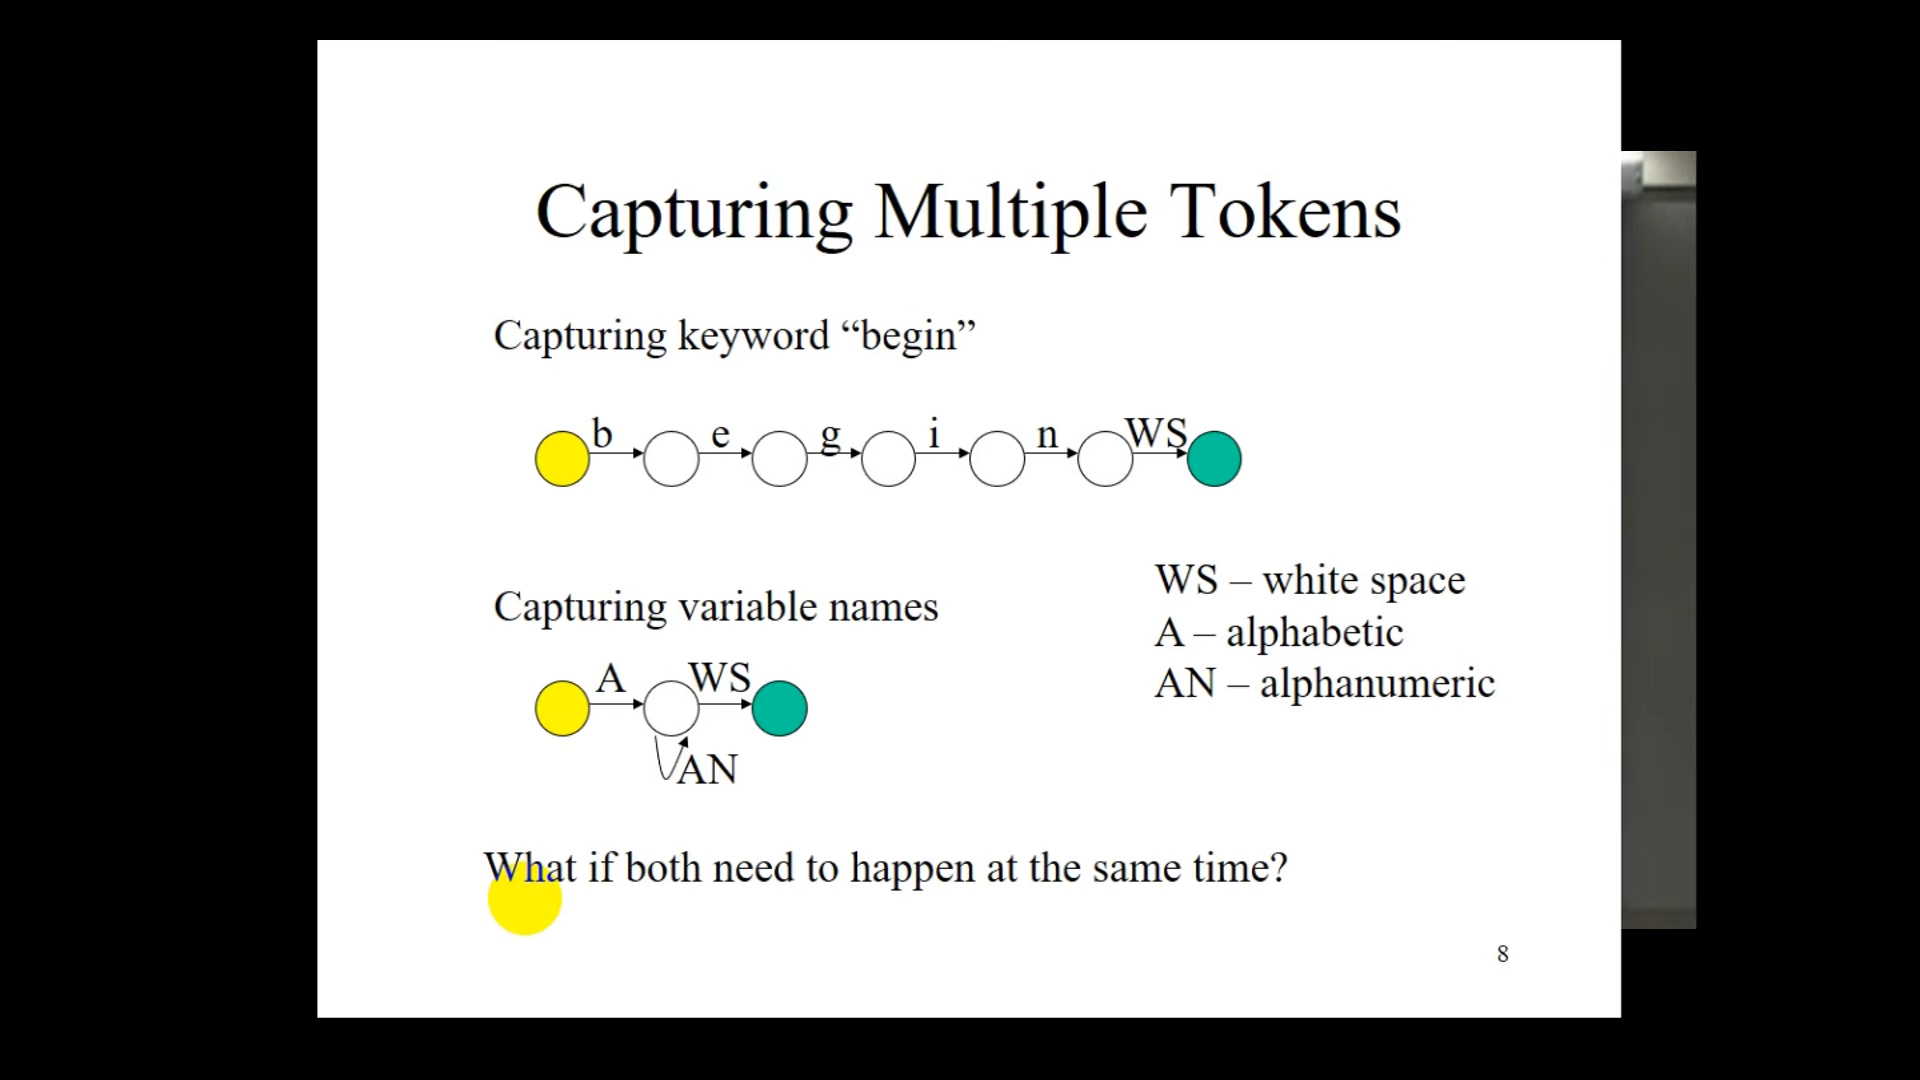 Capturing Multiple Tokens
Capturing keyword “begin”
b e g i n WS
WS – white space
Capturing variable names
A – alphabetic
AN – alphanumeric
A WS
AN
What if both need to happen at the same time?
8